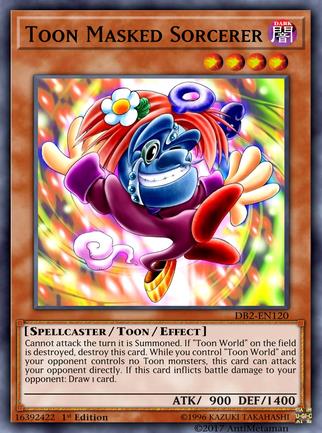 Toon Masked Sorcerer
DARK
闇
DB2-EN120
[Spellcaster / Toon / Effect]
Cannot attack the turn it is Summoned. If "Toon World" on the
field is destroyed, destroy this card. While you control "Toon World" and
your opponent controls no Toon monsters, this card can attack
your opponent directly. If this card inflicts battle damage to your
opponent: Draw 1 card.
ATK/ 900 DEF/1400
16392422 1st Edition ©1996 KAZUKI TAKAHASHI
©2017 AntiMetaman